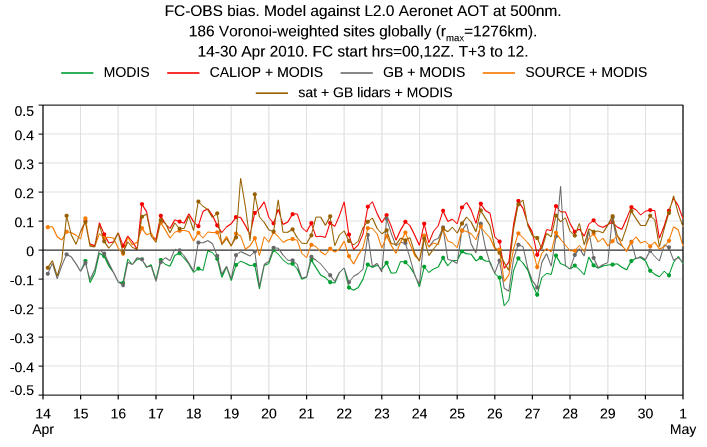 FC-OBS bias. Model against L2.0 Aeronet AOT at 500nm.
186 Voronoi-weighted sites globally (rmax=1276km).
14-30 Apr 2010. FC start hrs=00,12Z. T+3 to 12.
MODIS CALIOP + MODIS GB + MODIS SOURCE + MODIS
sat + GB lidars + MODIS
0.5
0.4
0.3
0.2
0.1
0
-0.1
-0.2
-0.3
-0.4
-0.5
14 15 16 17 18 19 20 21 22 23 24 25 26 27 28 29 30 1
Apr May